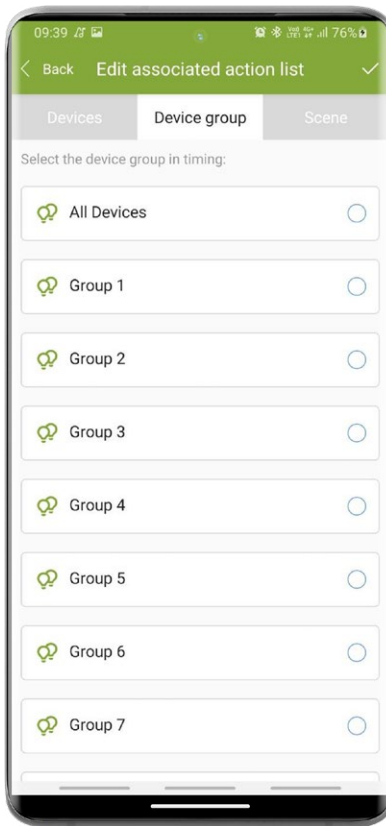 09:39 76%
Back Edit associated action list
Devices Device group Scene
Select the device group in timing:
All Devices
Group 1
Group 2
Group 3
Group 4
Group 5
Group 6
Group 7